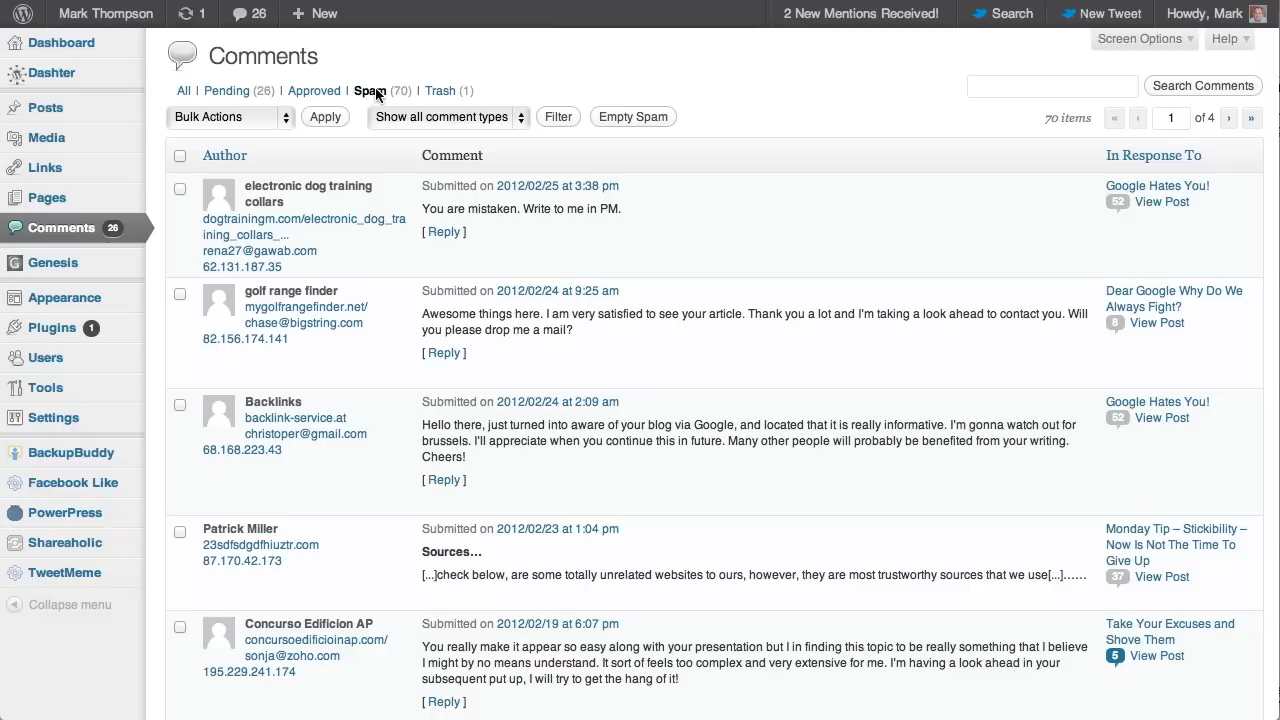 Mark Thompson 1 26 + New 2 New Mentions Received! Search New Tweet Howdy, Mark
Screen Options Help
Dashboard
Dashter
Posts
Media
Links
Pages
Comments 26
Genesis
Appearance
Plugins 1
Users
Tools
Settings
BackupBuddy
Facebook Like
PowerPress
Shareaholic
TweetMeme
Collapse menu
Comments
All | Pending (26) | Approved | Spam (70) | Trash (1)
Search Comments
Bulk Actions Apply Show all comment types Filter Empty Spam 70 items « ‹ 1 of 4 › »
Author Comment In Response To
electronic dog training
collars
dogtrainingm.com/electronic_dog_tra
ining_collars_...
rena27@gawab.com
62.131.187.35
Submitted on 2012/02/25 at 3:38 pm
You are mistaken. Write to me in PM.
[ Reply ]
Google Hates You!
52 View Post
golf range finder
mygolfrangefinder.net/
chase@bigstring.com
82.156.174.141
Submitted on 2012/02/24 at 9:25 am
Awesome things here. I am very satisfied to see your article. Thank you a lot and I'm taking a look ahead to contact you. Will
you please drop me a mail?
[ Reply ]
Dear Google Why Do We
Always Fight?
8 View Post
Backlinks
backlink-service.at
christoper@gmail.com
68.168.223.43
Submitted on 2012/02/24 at 2:09 am
Hello there, just turned into aware of your blog via Google, and located that it is really informative. I'm gonna watch out for
brussels. I'll appreciate when you continue this in future. Many other people will probably be benefited from your writing.
Cheers!
[ Reply ]
Google Hates You!
52 View Post
Patrick Miller
23sdfsdgdfhiuztr.com
87.170.42.173
Submitted on 2012/02/23 at 1:04 pm
Sources...
[...]check below, are some totally unrelated websites to ours, however, they are most trustworthy sources that we use[...]......
Monday Tip – Stickibility –
Now Is Not The Time To
Give Up
37 View Post
Concurso Edificion AP
concursoedificioinap.com/
sonja@zoho.com
195.229.241.174
Submitted on 2012/02/19 at 6:07 pm
You really make it appear so easy along with your presentation but I in finding this topic to be really something that I believe
I might by no means understand. It sort of feels too complex and very extensive for me. I'm having a look ahead in your
subsequent put up, I will try to get the hang of it!
[ Reply ]
Take Your Excuses and
Shove Them
5 View Post